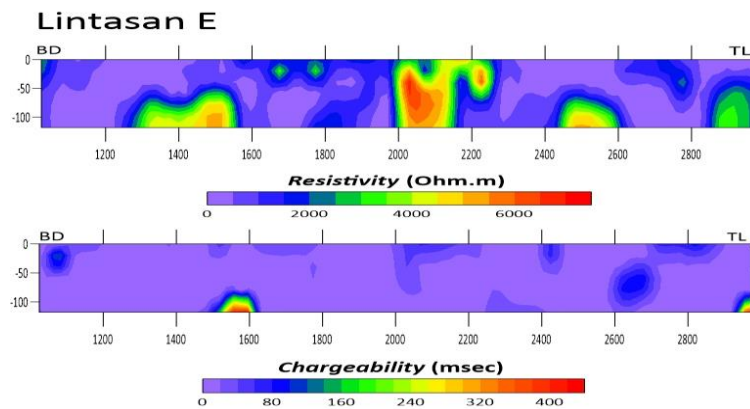 Lintasan E
BD TL
0
-50
-100
1200 1400 1600 1800 2000 2200 2400 2600 2800
Resistivity (Ohm.m)
0 2000 4000 6000
BD TL
0
-50
-100
1200 1400 1600 1800 2000 2200 2400 2600 2800
Chargeability (msec)
0 80 160 240 320 400